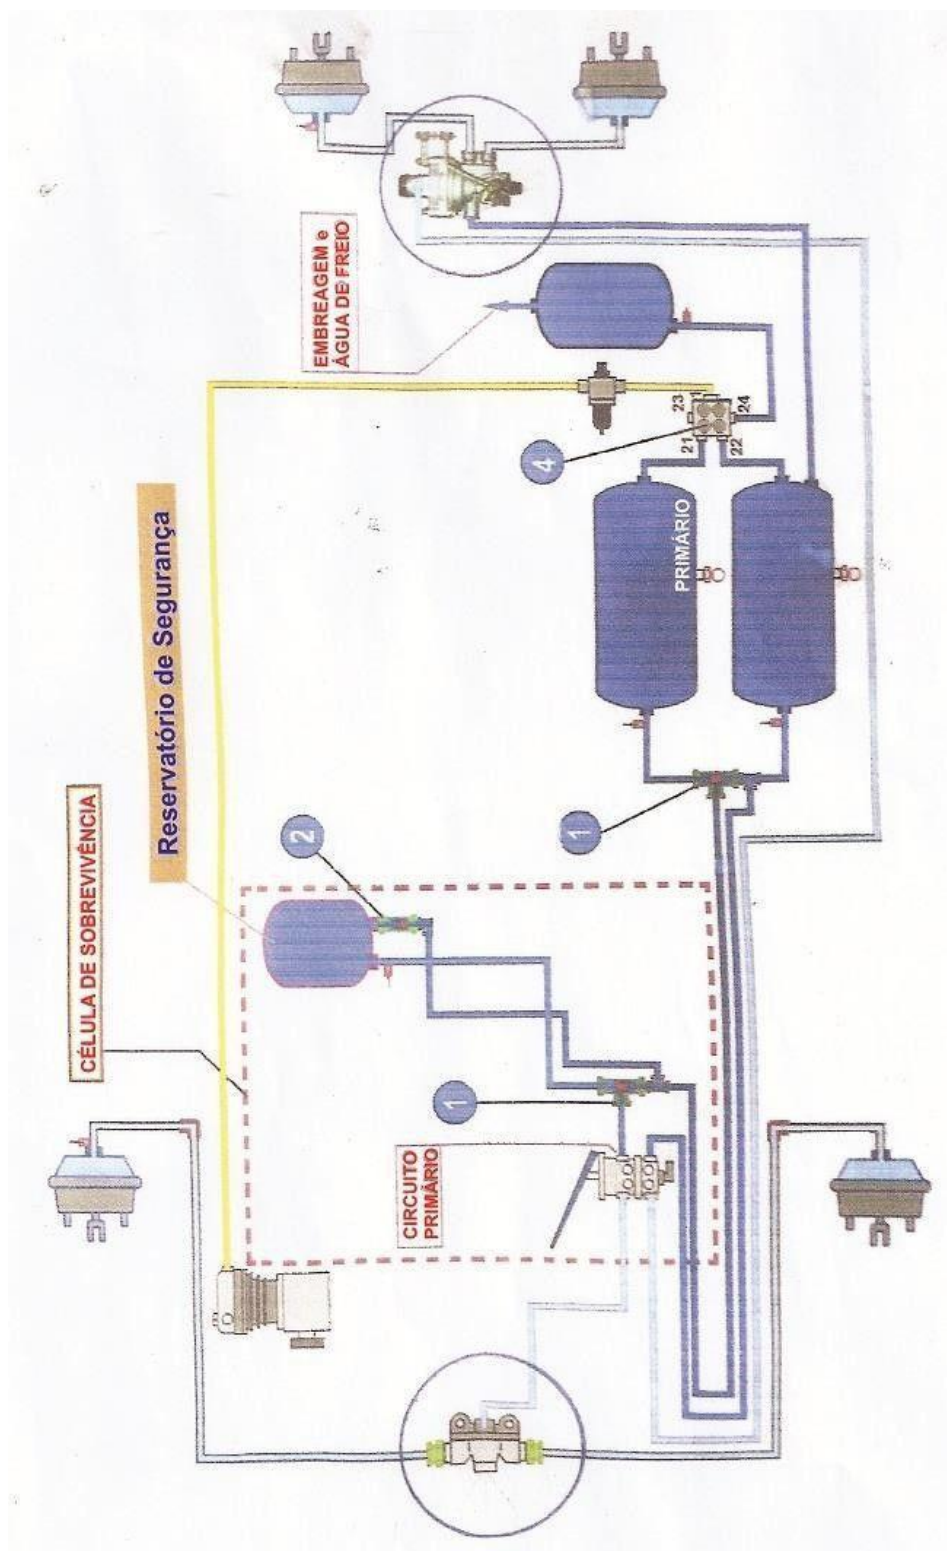 CÉLULA DE SOBREVIVÊNCIA
Reservatório de Segurança
EMBREAGEM e
ÁGUA DE FREIO
CIRCUITO
PRIMÁRIO
PRIMÁRIO
1
2
1
4
21
22
23
1
24